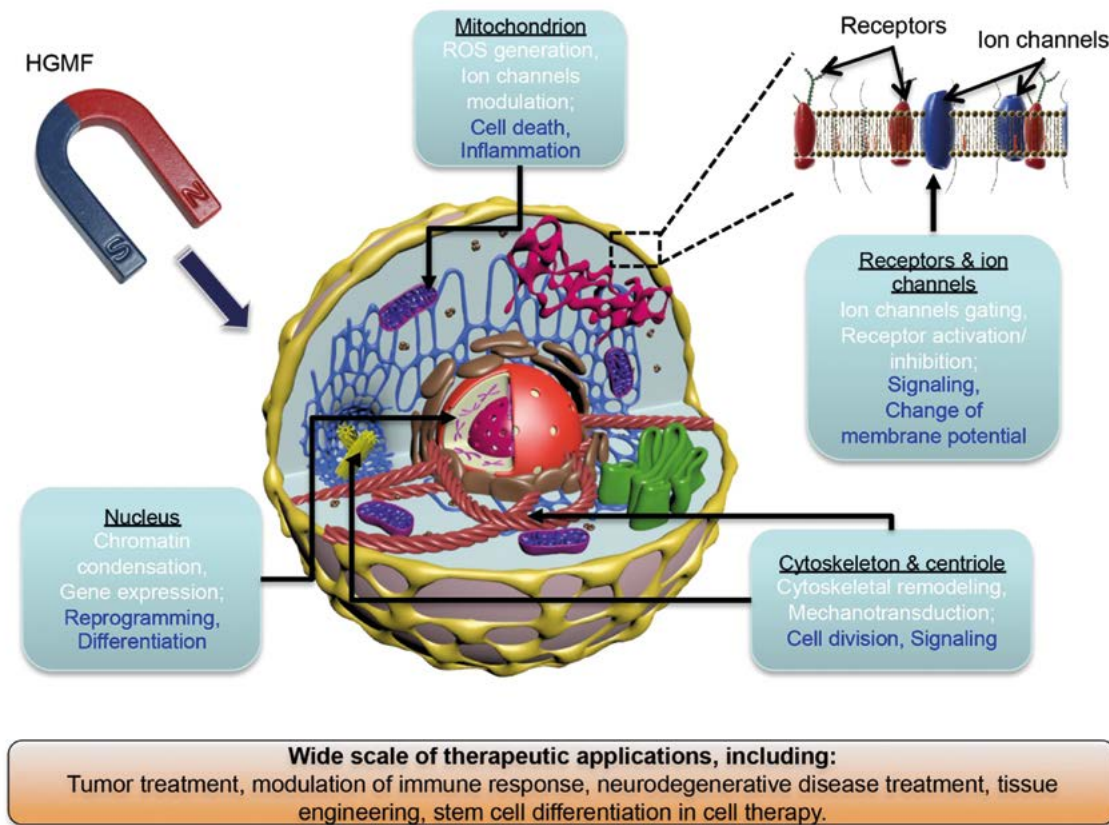 HGMF
N
S
Mitochondrion
ROS generation,
Ion channels
modulation;
Cell death,
Inflammation
Receptors
Ion channels
Receptors & ion
channels
Ion channels gating,
Receptor activation/
inhibition;
Signaling,
Change of
membrane potential
Nucleus
Chromatin
condensation,
Gene expression;
Reprogramming,
Differentiation
Cytoskeleton & centriole
Cytoskeletal remodeling,
Mechanotransduction;
Cell division, Signaling
Wide scale of therapeutic applications, including:
Tumor treatment, modulation of immune response, neurodegenerative disease treatment, tissue
engineering, stem cell differentiation in cell therapy.